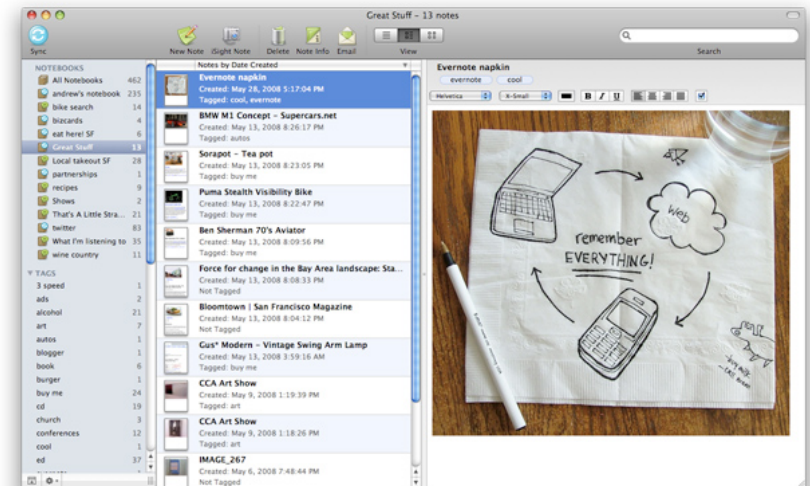 Great Stuff – 13 notes
Sync
New Note
iSight Note
Delete
Note Info
Email
View
Search
NOTEBOOKS
All Notebooks 462
andrew's notebook 235
bike search 14
bizcards 4
eat here! SF 6
Great Stuff 13
Local takeout SF 28
partnerships 1
recipes 9
Shows 2
That's A Little Stra... 21
twitter 83
What I'm listening to 35
wine country 11
TAGS
3 speed 1
ads 2
alcohol 21
art 7
autos 1
blogger 1
book 6
burger 1
buy me 24
cd 19
church 3
conferences 12
cool 1
ed 37
Notes by Date Created
Evernote napkin
Created: May 28, 2008 5:17:04 PM
Tagged: cool, evernote
BMW M1 Concept – Supercars.net
Created: May 13, 2008 8:26:17 PM
Tagged: autos
Sorapot – Tea pot
Created: May 13, 2008 8:23:05 PM
Tagged: buy me
Puma Stealth Visibility Bike
Created: May 13, 2008 8:22:47 PM
Tagged: buy me
Ben Sherman 70's Aviator
Created: May 13, 2008 8:09:56 PM
Tagged: buy me
Force for change in the Bay Area landscape: Sta...
Created: May 13, 2008 8:08:33 PM
Not Tagged
Bloomtown | San Francisco Magazine
Created: May 13, 2008 8:04:12 PM
Not Tagged
Gus* Modern – Vintage Swing Arm Lamp
Created: May 13, 2008 3:59:16 AM
Tagged: buy me
CCA Art Show
Created: May 9, 2008 1:19:39 PM
Tagged: art
CCA Art Show
Created: May 9, 2008 1:18:26 PM
Tagged: art
IMAGE_267
Created: May 6, 2008 7:48:44 PM
Not Tagged
Evernote napkin
evernote cool
Helvetica
X-Small
B I U
web
remember
EVERYTHING!
-buy milk